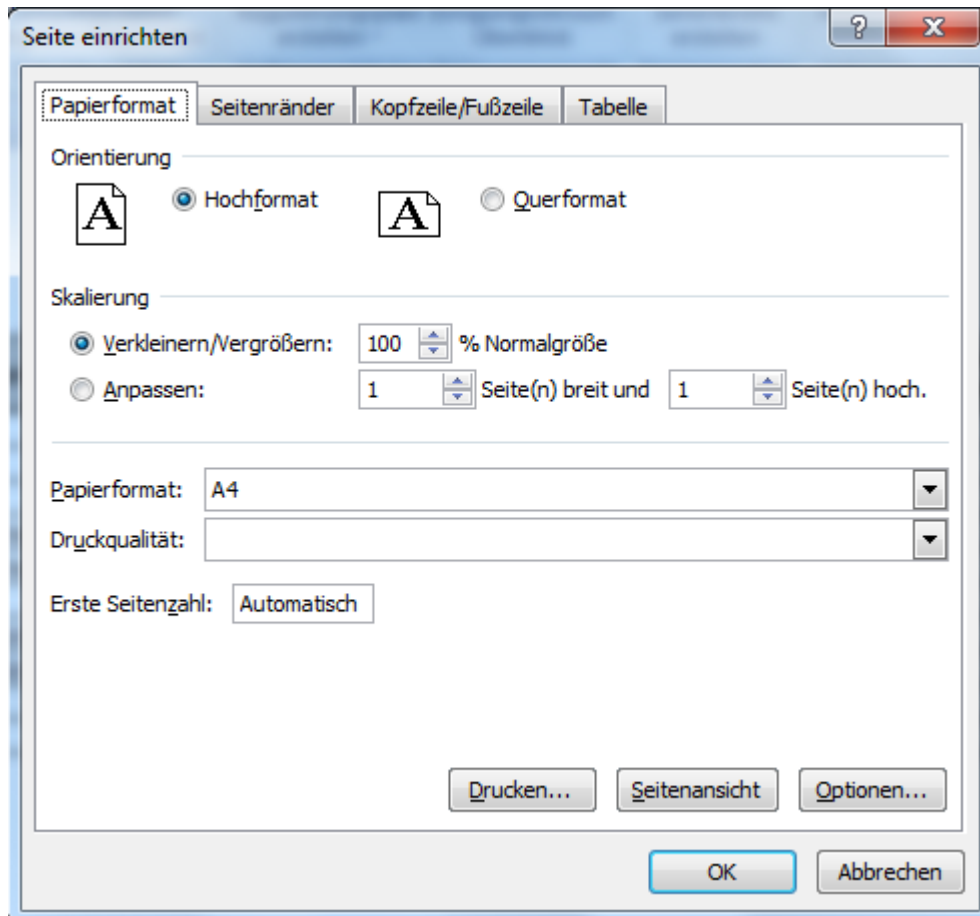 Seite einrichten
Papierformat Seitenränder Kopfzeile/Fußzeile Tabelle
Orientierung
A Hochformat A Querformat
Skalierung
Verkleinern/Vergrößern: 100 % Normalgröße
Anpassen: 1 Seite(n) breit und 1 Seite(n) hoch.
Papierformat: A4
Druckqualität:
Erste Seitenzahl: Automatisch
Drucken... Seitenansicht Optionen...
OK Abbrechen